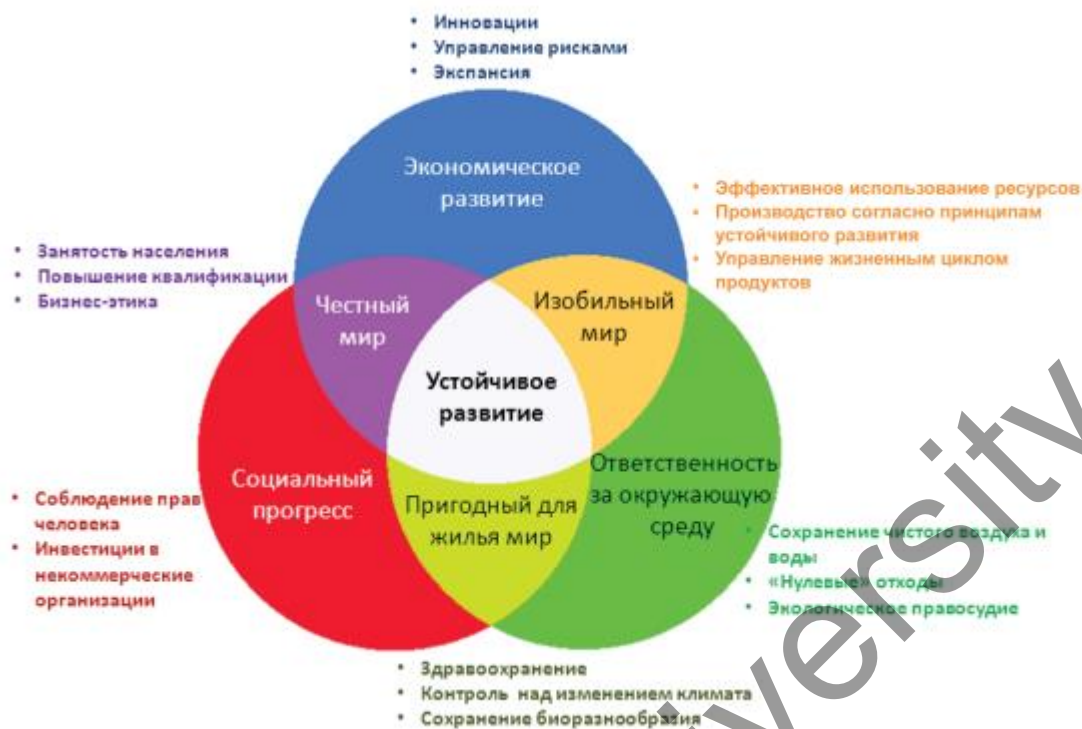 • Инновации
• Управление рисками
• Экспансия
Экономическое
развитие
• Эффективное использование ресурсов
• Производство согласно принципам
устойчивого развития
• Управление жизненным циклом
продуктов
• Занятость населения
• Повышение квалификации
• Бизнес-этика
Честный
мир
Изобильный
мир
Устойчивое
развитие
Социальный
прогресс
Пригодный для
жилья мир
Ответственность
за окружающую
среду
• Соблюдение прав
человека
• Инвестиции в
некоммерческие
организации
• Сохранение чистого воздуха и
воды
• «Нулевые» отходы
• Экологическое правосудие
• Здравоохранение
• Контроль над изменением климата
• Сохранение биоразнообразия
iversity